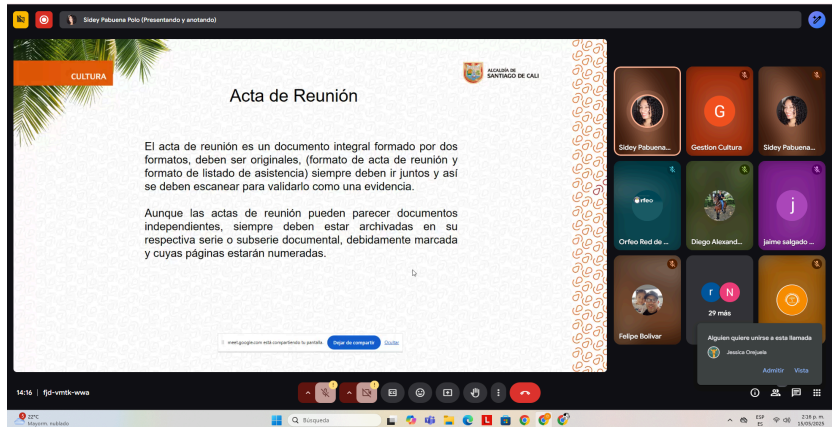 Sidey Pabuena Polo (Presentando y anotando)
CULTURA
ALCALDÍA DE
SANTIAGO DE CALI
Acta de Reunión
El acta de reunión es un documento integral formado por dos
formatos, deben ser originales, (formato de acta de reunión y
formato de listado de asistencia) siempre deben ir juntos y así
se deben escanear para validarlo como una evidencia.
Aunque las actas de reunión pueden parecer documentos
independientes, siempre deben estar archivadas en su
respectiva serie o subserie documental, debidamente marcada
y cuyas páginas estarán numeradas.
meet.google.com está compartiendo tu pantalla.
Dejar de compartir
Ocultar
Sidey Pabuena...
G
Gestion Cultura
Sidey Pabuena...
Orfeo
Orfeo Red de ...
Diego Alexand...
j
jaime salgado ...
Felipe Bolivar
r N
29 más
Alguien quiere unirse a esta llamada
Jessica Orejuela
Admitir Vista
14:16 | fjd-vmtk-wwa
22°C
Mayorm. nublado
Búsqueda
ESP
ES
2:16 p. m.
15/03/2025